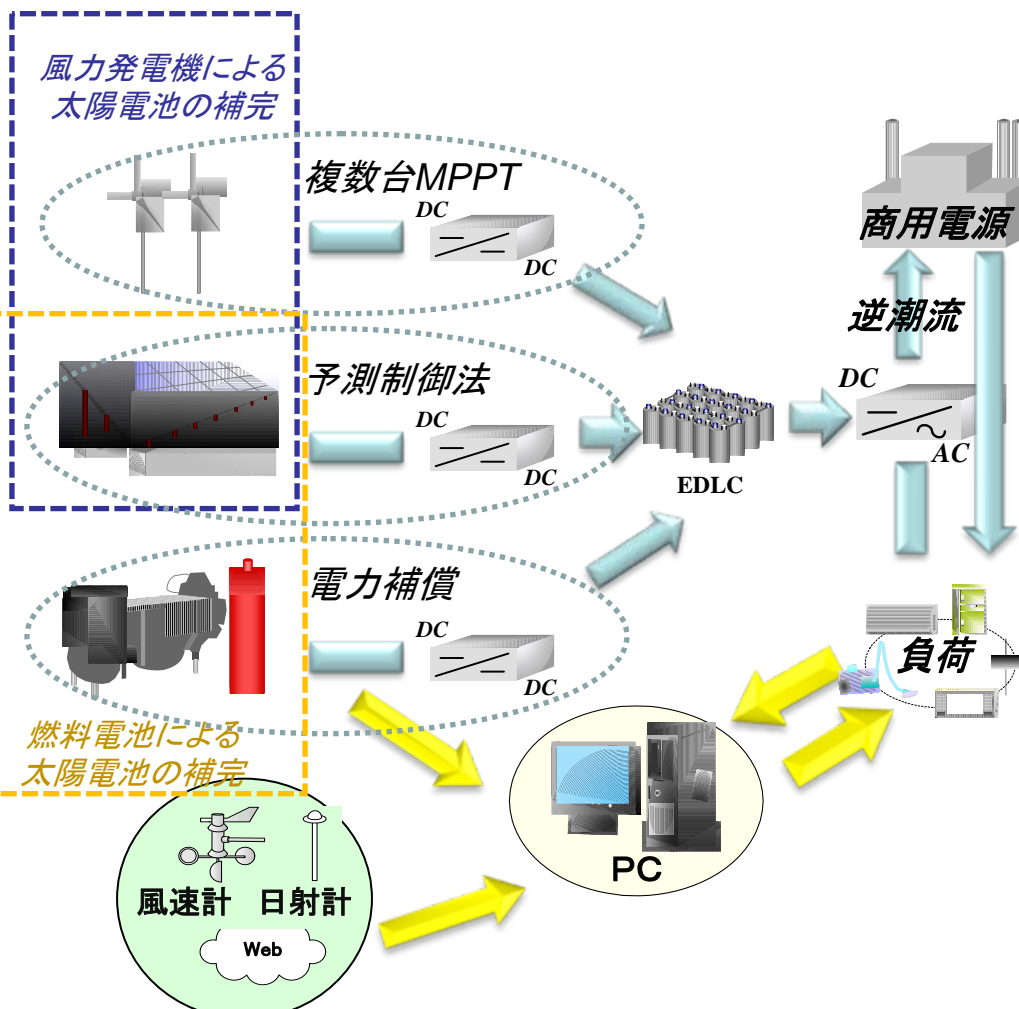 風力発電機による
太陽電池の補完
複数台MPPT
DC
DC
商用電源
逆潮流
予測制御法
DC
DC
DC
AC
EDLC
電力補償
DC
DC
負荷
燃料電池による
太陽電池の補完
PC
風速計 日射計
Web